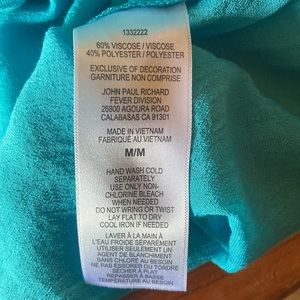 1332222
60% VISCOSE / VISCOSE
40% POLYESTER / POLYESTER
EXCLUSIVE OF DECORATION
GARNITURE NON COMPRISE
JOHN PAUL RICHARD
FEVER DIVISION
26800 AGOURA ROAD
CALABASAS CA 91301
MADE IN VIETNAM
FABRIQUÉ AU VIETNAM
M/M
HAND WASH COLD
SEPARATELY
USE ONLY NON-
CHLORINE BLEACH
WHEN NEEDED
DO NOT WRING OR TWIST
LAY FLAT TO DRY
COOL IRON IF NEEDED
LAVER À LA MAIN À
L'EAU FROIDE SÉPARÉMENT
UTILISER SEULEMENT UN
AGENT DE BLANCHIMENT
SANS CHLORE AU BESOIN
NE PAS ESSORER OU TORDRE
SÉCHER À PLAT
REPASSER À BASSE
TEMPÉRATURE AU BESOIN